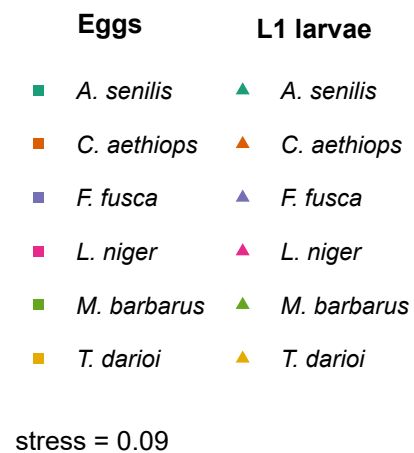 Eggs L1 larvae
A. senilis A. senilis
C. aethiops C. aethiops
F. fusca F. fusca
L. niger L. niger
M. barbarus M. barbarus
T. darioi T. darioi
stress = 0.09